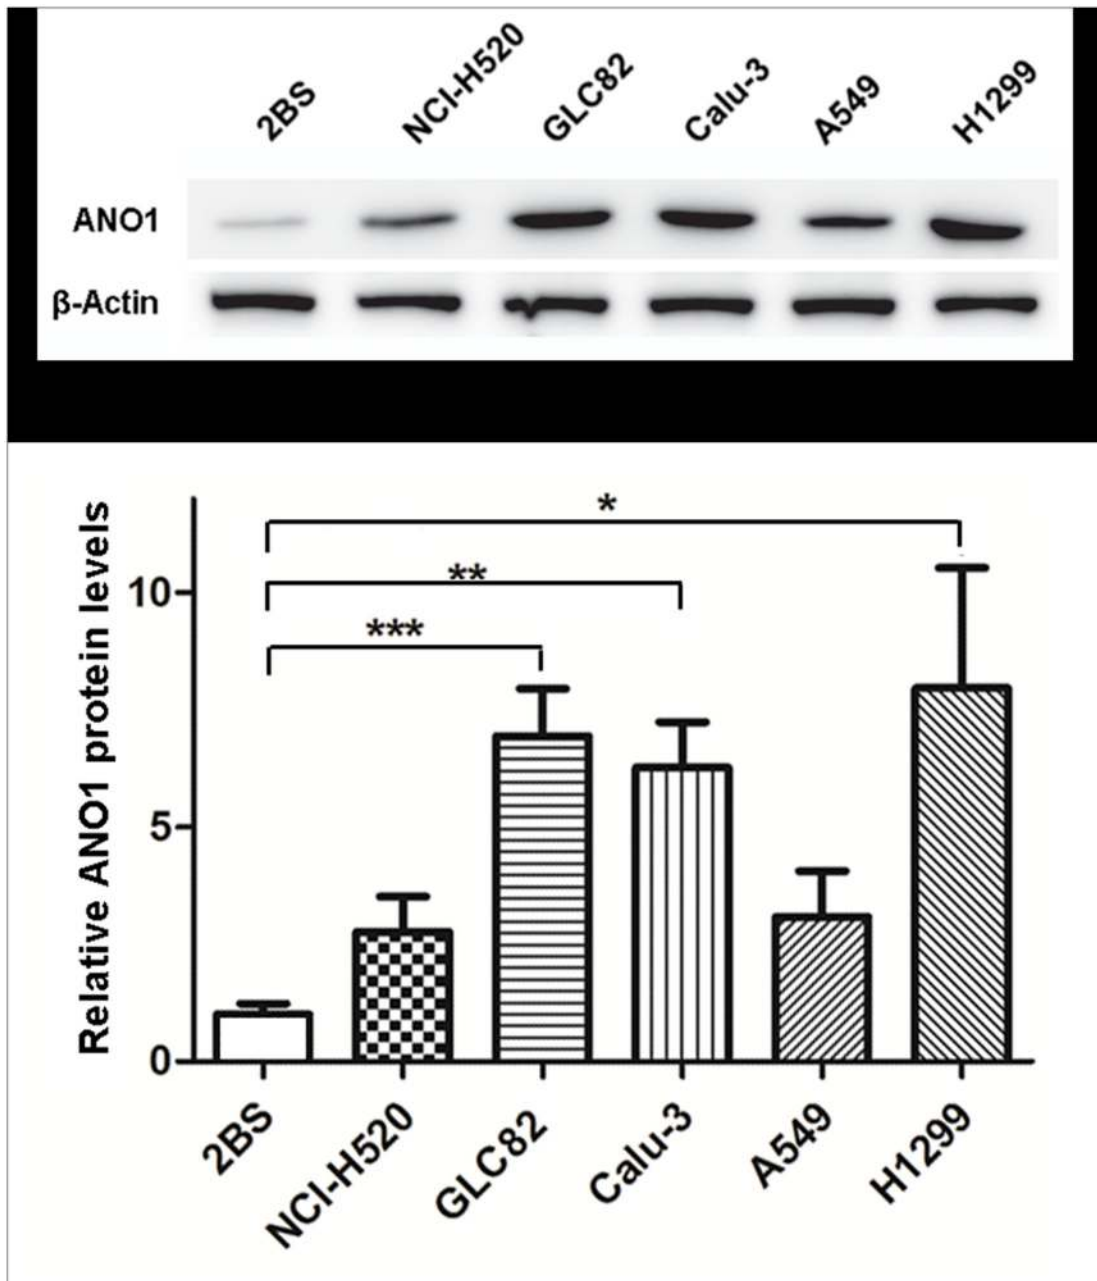 2BS
NCI-H520
GLC82
Calu-3
A549
H1299
ANO1
β-Actin
Relative ANO1 protein levels
*
**
***
10
5
0
2BS
NCI-H520
GLC82
Calu-3
A549
H1299